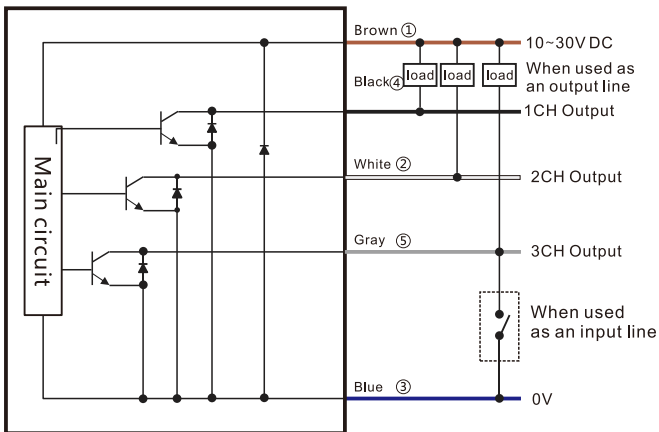 Brown ①
10~30V DC
load
load
load
When used as
an output line
Black④
1CH Output
White ②
2CH Output
Main circuit
Gray ⑤
3CH Output
When used
as an input line
Blue ③
0V